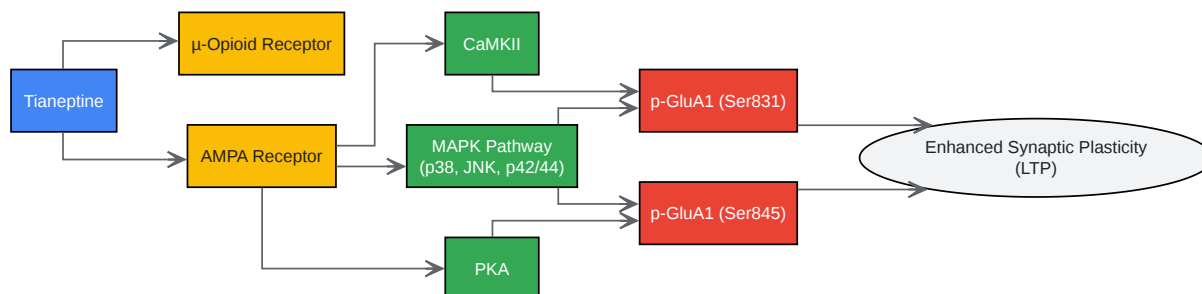 µ-Opioid Receptor
CaMKII
Tianeptine
p-GluA1 (Ser831)
AMPA Receptor
MAPK Pathway
(p38, JNK, p42/44)
Enhanced Synaptic Plasticity
(LTP)
p-GluA1 (Ser845)
PKA